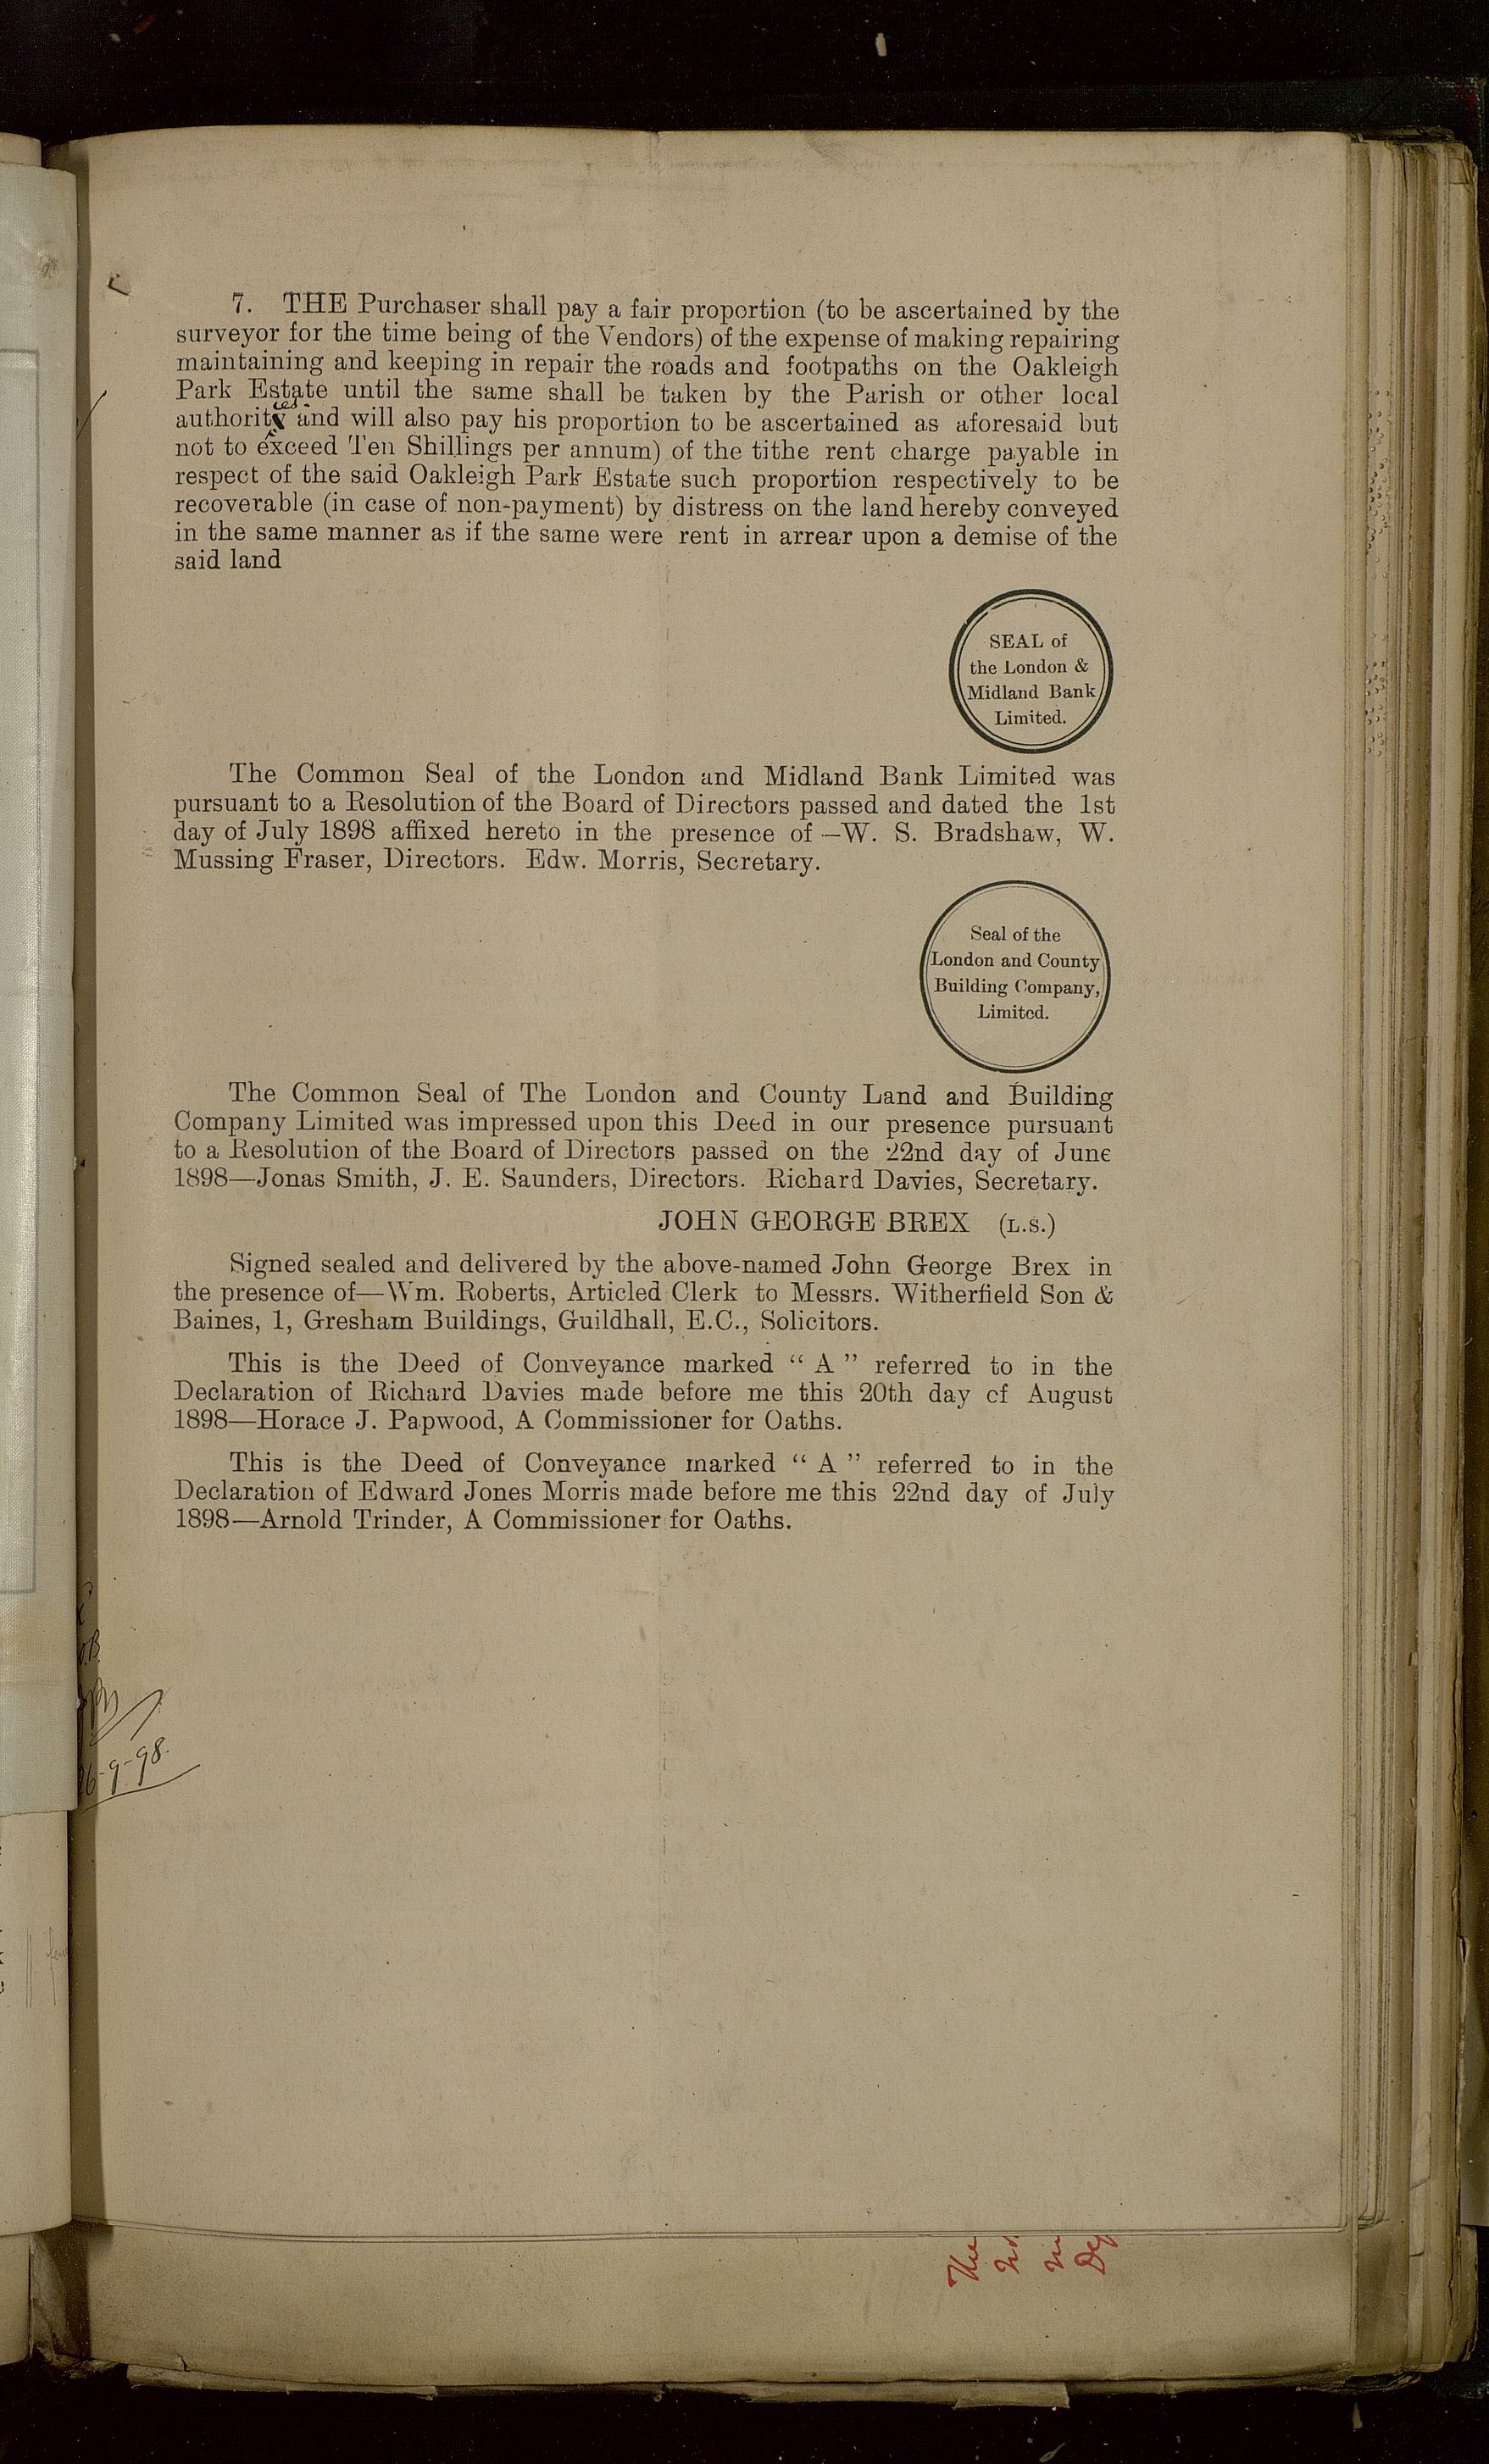 7. THE Purchaser shall pay a fair proportion (to be ascertained by the
surveyor for the time being of the Vendors) of the expense of making repairing
maintaining and keeping in repair the roads and footpaths on the Oakleigh
Park Estate until the same shall be taken by the Parish or other local
ies
authority and will also pay his proportion to be ascertained as aforesaid but
not to exceed Ten Shillings per annum) of the tithe rent charge payable in
respect of the said Oakleigh Park Estate such proportion respectively to be
recoverable (in case of non-payment) by distress on the land hereby conveyed
in the same manner as if the same were rent in arrear upon a demise of the
said land
SEAL of
the London &
Midland Bank
Limited.
The Common Seal of the London and Midland Bank Limited was
pursuant to a Resolution of the Board of Directors passed and dated the 1st
day of July 1898 affixed hereto in the presence of—W. S. Bradshaw, W.
Mussing Fraser, Directors. Edw. Morris, Secretary.
Seal of the
London and County
Building Company,
Limited.
The Common Seal of The London and County Land and Building
Company Limited was impressed upon this Deed in our presence pursuant
to a Resolution of the Board of Directors passed on the 22nd day of June
1898—Jonas Smith, J. E. Saunders, Directors. Richard Davies, Secretary.
JOHN GEORGE BREX (L.S.)
Signed sealed and delivered by the above-named John George Brex in
the presence of—Wm. Roberts, Articled Clerk to Messrs. Witherfield Son &
Baines, 1, Gresham Buildings, Guildhall, E.C., Solicitors.
This is the Deed of Conveyance marked “ A ” referred to in the
Declaration of Richard Davies made before me this 20th day of August
1898—Horace J. Papwood, A Commissioner for Oaths.
This is the Deed of Conveyance marked “ A ” referred to in the
Declaration of Edward Jones Morris made before me this 22nd day of July
1898—Arnold Trinder, A Commissioner for Oaths.
6-9-98.
The